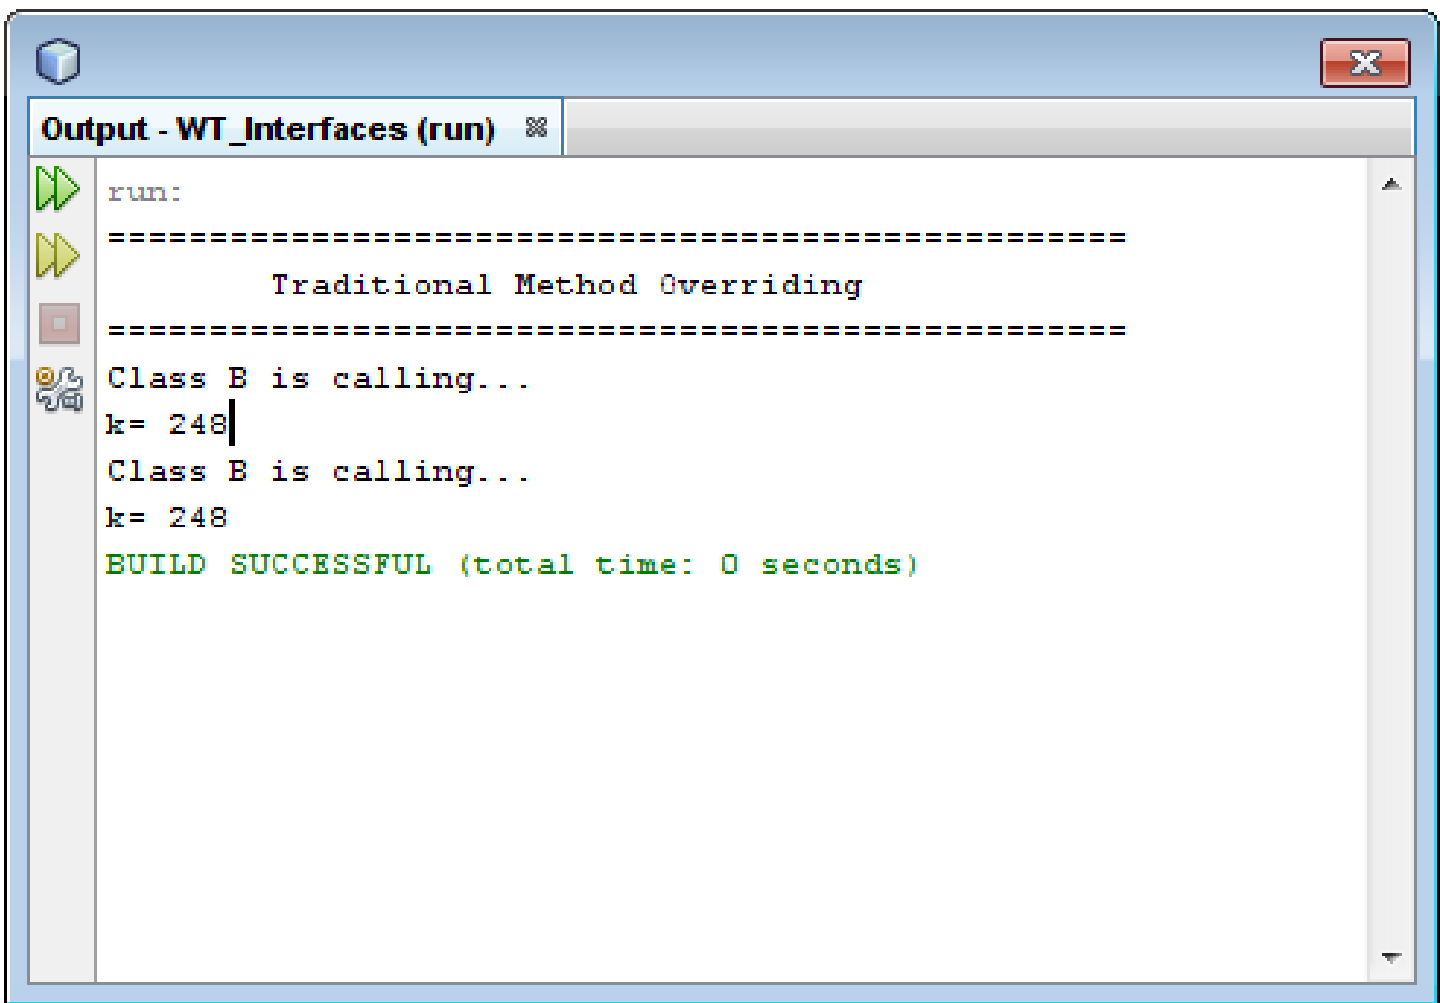 Output - WT_Interfaces (run)
run:
==================================================
        Traditional Method Overriding
==================================================
Class B is calling...
k= 248
Class B is calling...
k= 248
BUILD SUCCESSFUL (total time: 0 seconds)